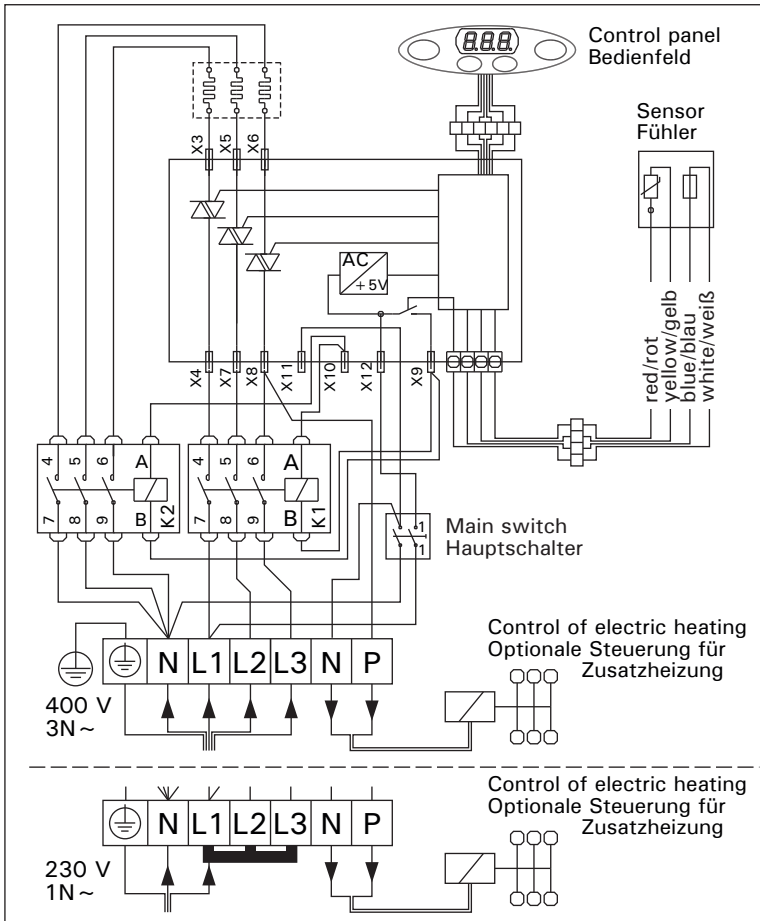 8.8.8.
Control panel
Bedienfeld
Sensor
Fühler
X3
X5
X6
AC
+5V
red/rot
yellow/gelb
blue/blau
white/weiß
X4
X7
X8
X11
X10
X12
X9
4 5 6 A
7 8 9 B K2
4 5 6 A
7 8 9 B K1
1
1
Main switch
Hauptschalter
N L1 L2 L3 N P
400 V
3N~
Control of electric heating
Optionale Steuerung für
Zusatzheizung
N L1 L2 L3 N P
230 V
1N~
Control of electric heating
Optionale Steuerung für
Zusatzheizung